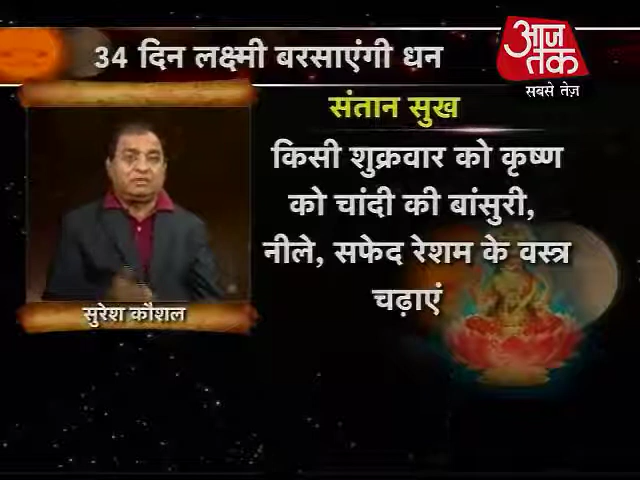 34 दिन लक्ष्मी बरसाएंगी धन
आज
तक
सबसे तेज़
संतान सुख
किसी शुक्रवार को कृष्ण
को चांदी की बांसुरी,
नीले, सफेद रेशम के वस्त्र
चढ़ाएं
सुरेश कौशल